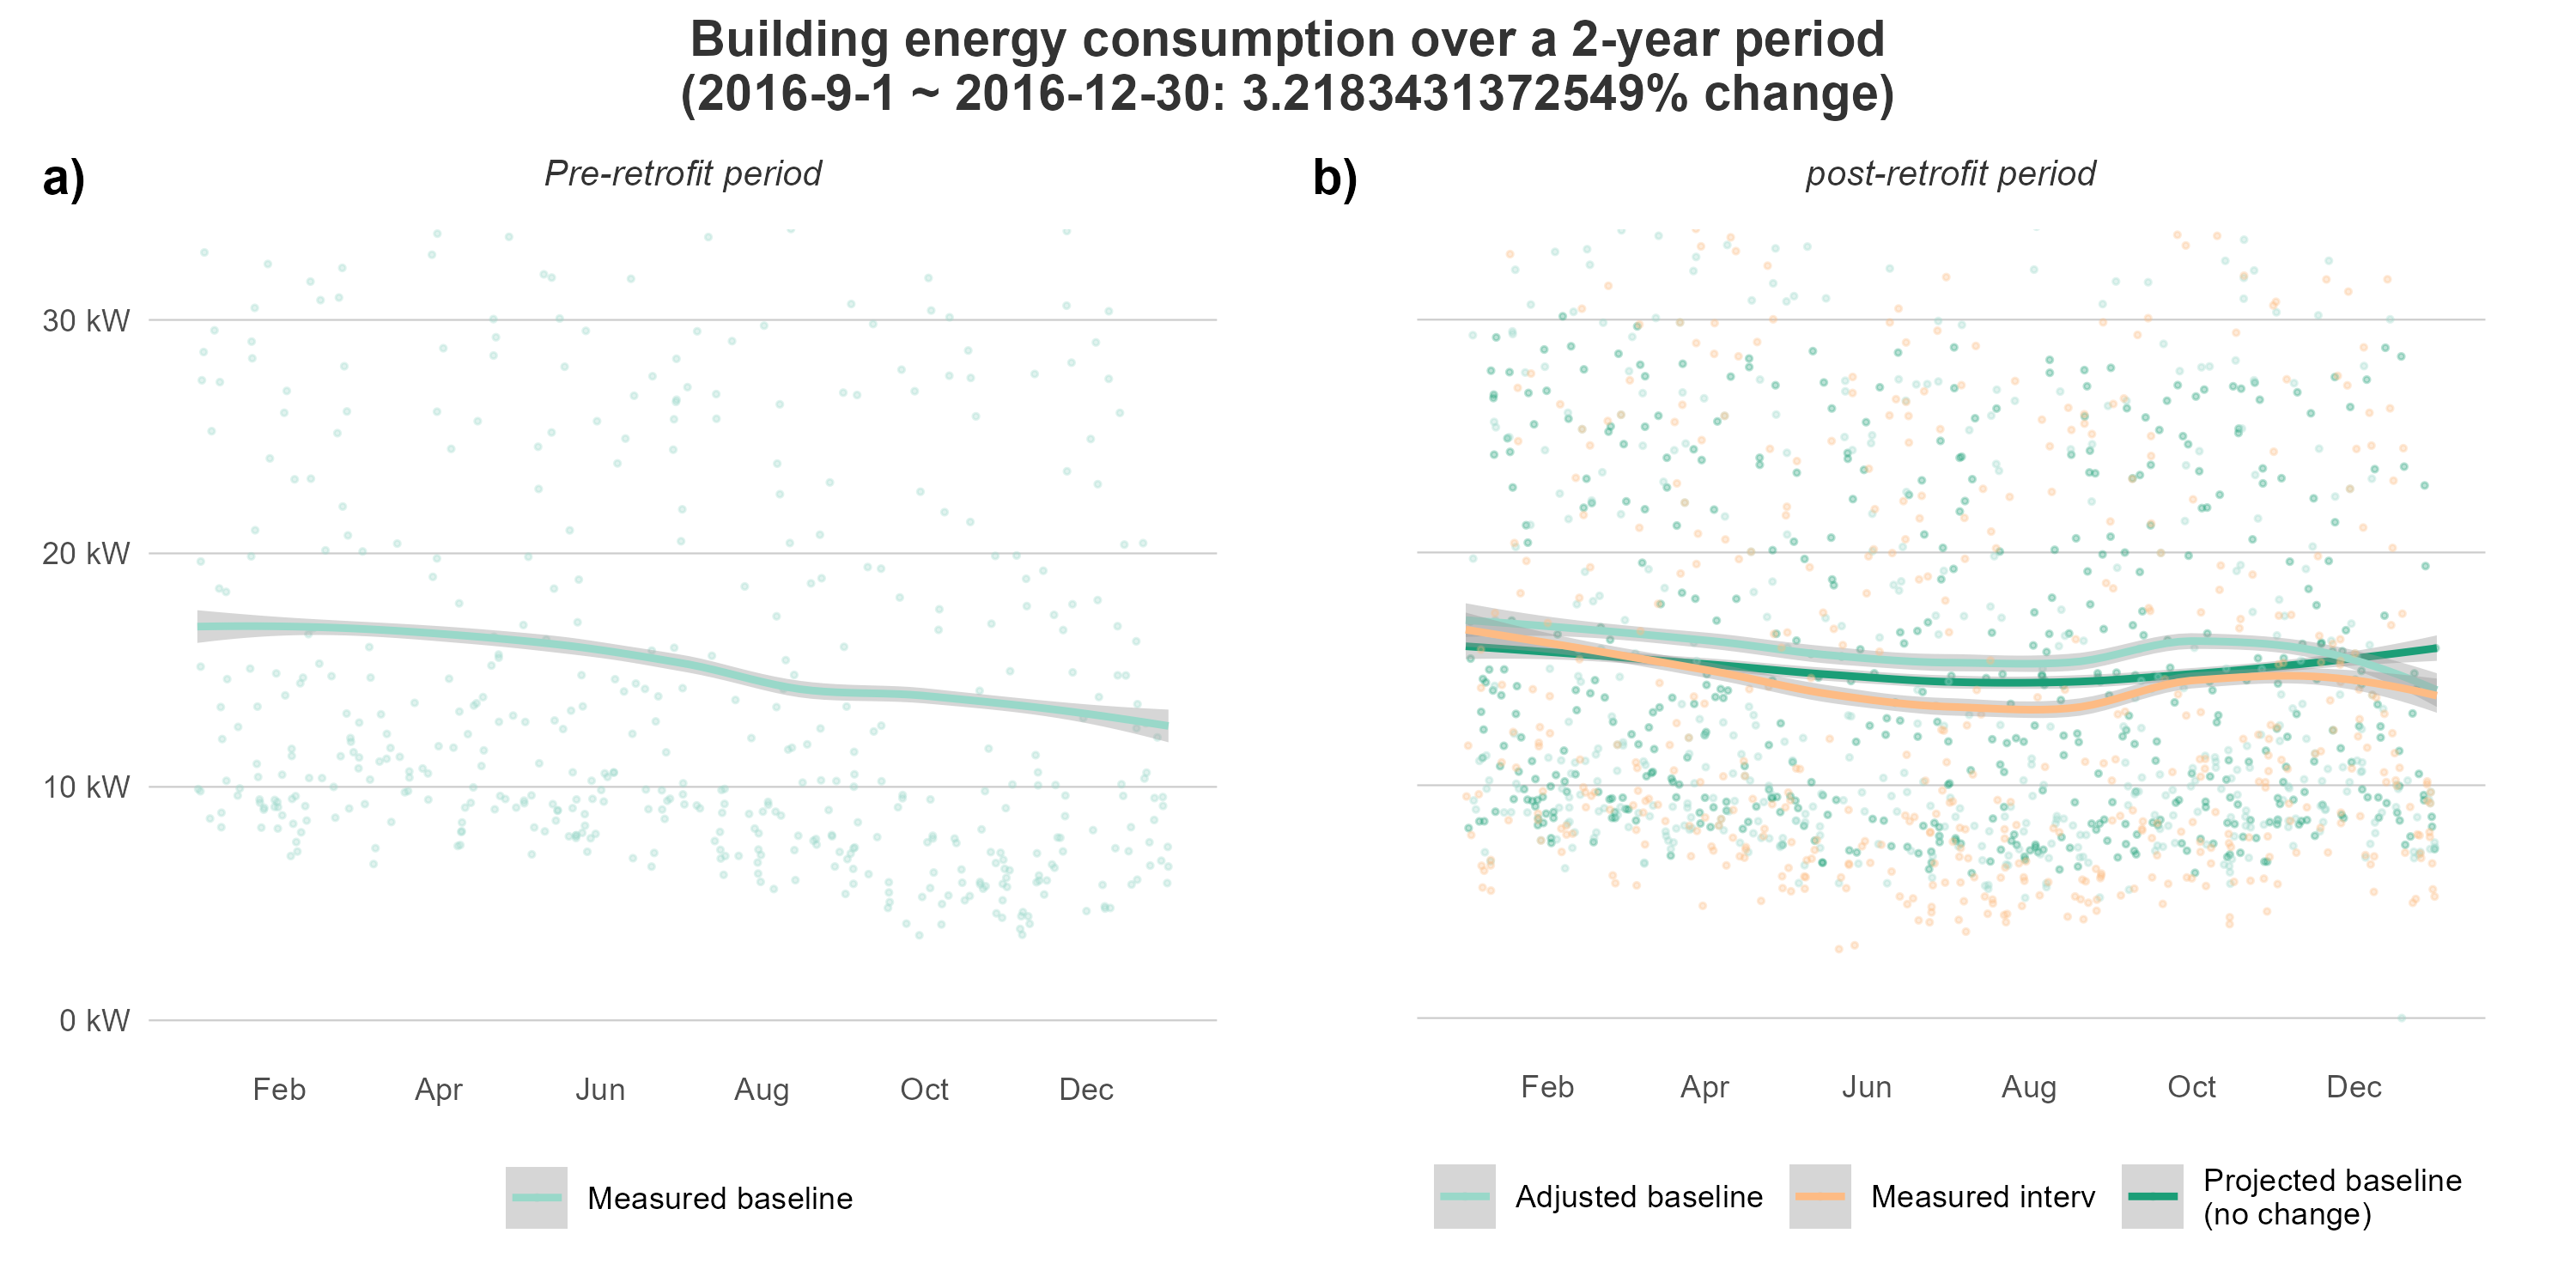 Building energy consumption over a 2-year period
(2016-9-1 ~ 2016-12-30: 3.2183431372549% change)
a)
Pre-retrofit period
30 kW
20 kW
10 kW
0 kW
Feb Apr Jun Aug Oct Dec
Measured baseline
b)
post-retrofit period
Feb Apr Jun Aug Oct Dec
Adjusted baseline
Measured interv
Projected baseline
(no change)